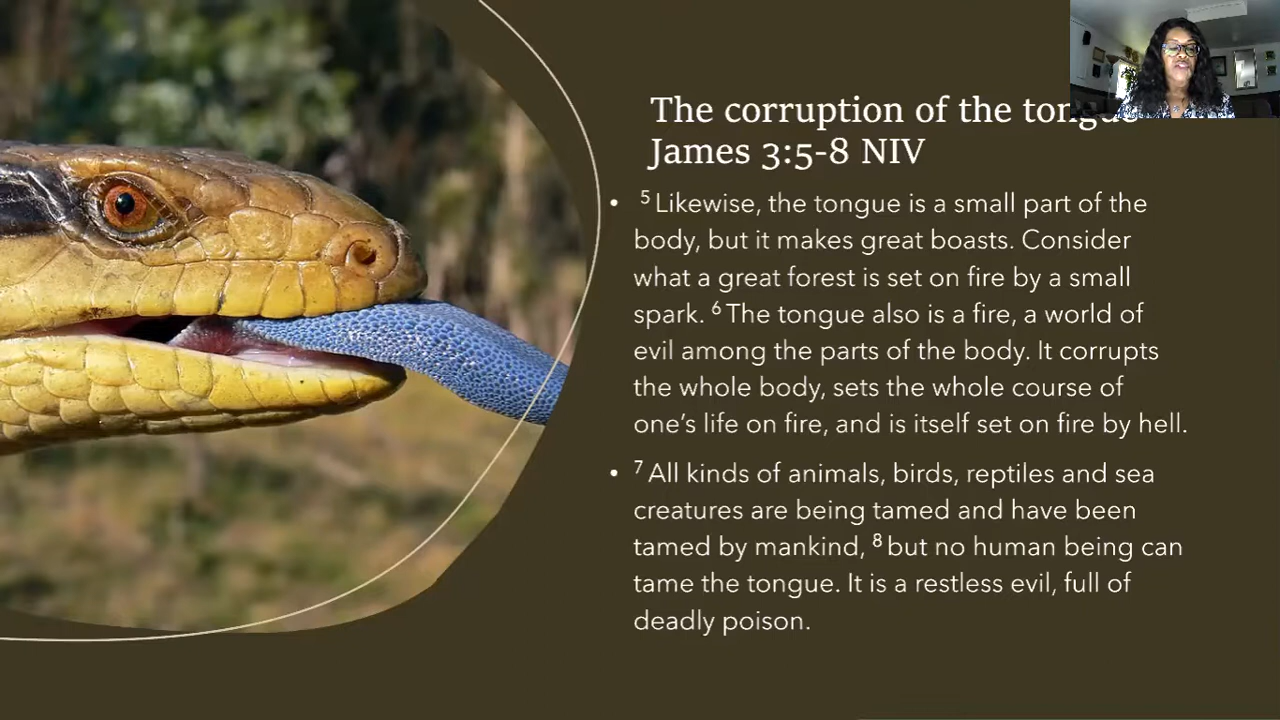 The corruption of the tongue
James 3:5-8 NIV
• ⁵ Likewise, the tongue is a small part of the
body, but it makes great boasts. Consider
what a great forest is set on fire by a small
spark. ⁶ The tongue also is a fire, a world of
evil among the parts of the body. It corrupts
the whole body, sets the whole course of
one’s life on fire, and is itself set on fire by hell.
• ⁷ All kinds of animals, birds, reptiles and sea
creatures are being tamed and have been
tamed by mankind, ⁸ but no human being can
tame the tongue. It is a restless evil, full of
deadly poison.